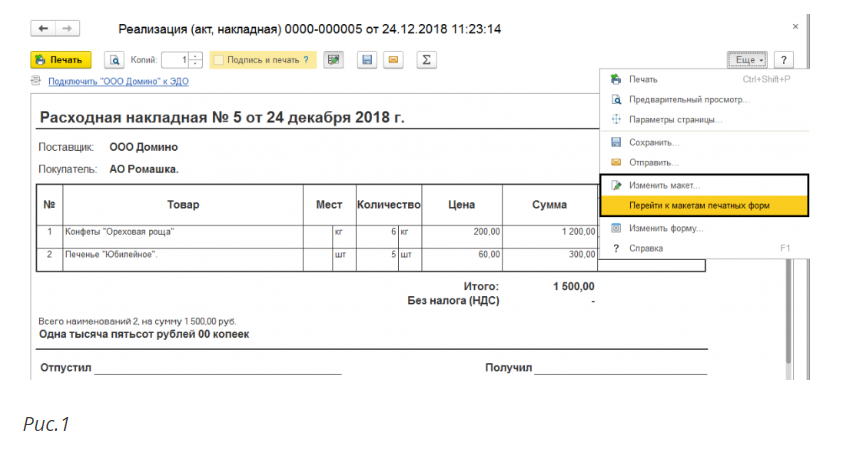 ← → Реализация (акт, накладная) 0000-000005 от 24.12.2018 11:23:14 ×
Печать Копий: 1 Подпись и печать ? Σ Еще ?
Подключить "ООО Домино" к ЭДО
Печать Ctrl+Shift+P
Предварительный просмотр...
Параметры страницы...
Сохранить...
Отправить...
Изменить макет...
Перейти к макетам печатных форм
Изменить форму...
? Справка F1
Расходная накладная № 5 от 24 декабря 2018 г.
Поставщик: ООО Домино
Покупатель: АО Ромашка.
№ Товар Мест Количество Цена Сумма
1 Конфеты "Ореховая роща" кг 6 кг 200,00 1 200,00
2 Печенье "Юбилейное". шт 5 шт 60,00 300,00
Итого: 1 500,00
Без налога (НДС) -
Всего наименований 2, на сумму 1 500,00 руб.
Одна тысяча пятьсот рублей 00 копеек
Отпустил Получил
Рис.1